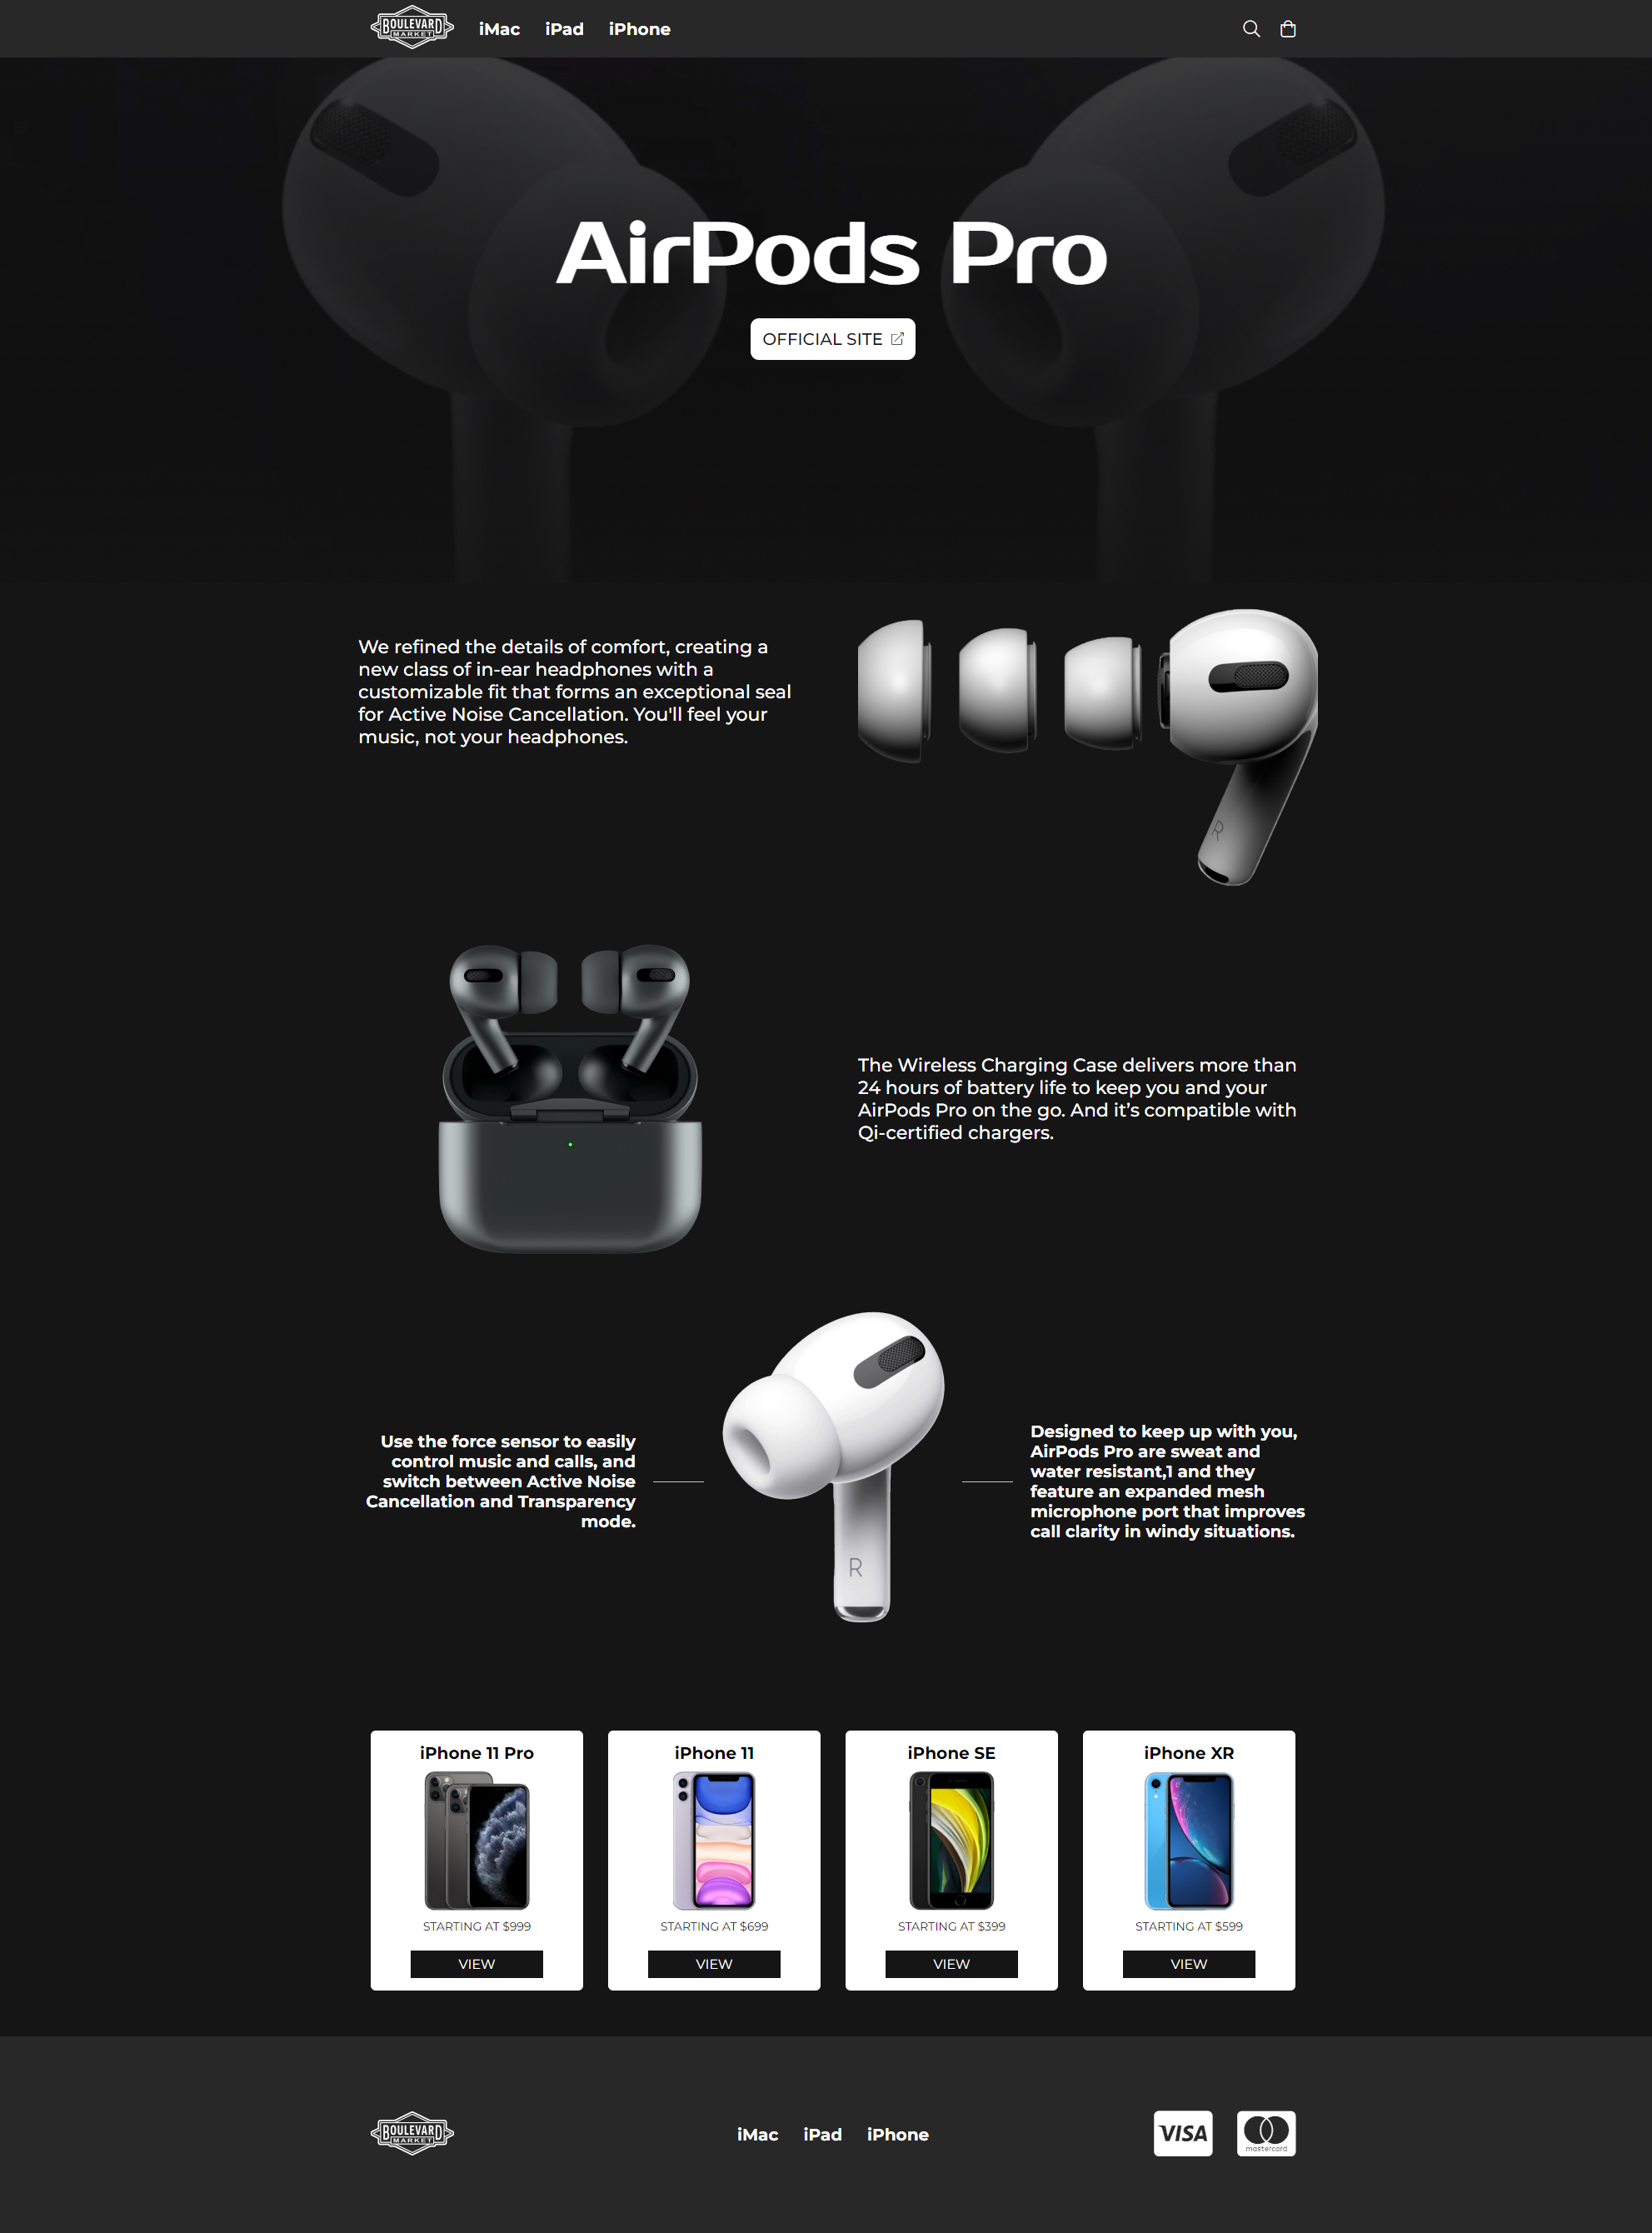 BOULEVARD
MARKET
iMac iPad iPhone
AirPods Pro
OFFICIAL SITE
We refined the details of comfort, creating a
new class of in-ear headphones with a
customizable fit that forms an exceptional seal
for Active Noise Cancellation. You'll feel your
music, not your headphones.
R
The Wireless Charging Case delivers more than
24 hours of battery life to keep you and your
AirPods Pro on the go. And it’s compatible with
Qi-certified chargers.
Use the force sensor to easily
control music and calls, and
switch between Active Noise
Cancellation and Transparency
mode.
R
Designed to keep up with you,
AirPods Pro are sweat and
water resistant,1 and they
feature an expanded mesh
microphone port that improves
call clarity in windy situations.
iPhone 11 Pro
STARTING AT $999
VIEW
iPhone 11
STARTING AT $699
VIEW
iPhone SE
STARTING AT $399
VIEW
iPhone XR
STARTING AT $599
VIEW
BOULEVARD
MARKET
iMac iPad iPhone
VISA
mastercard